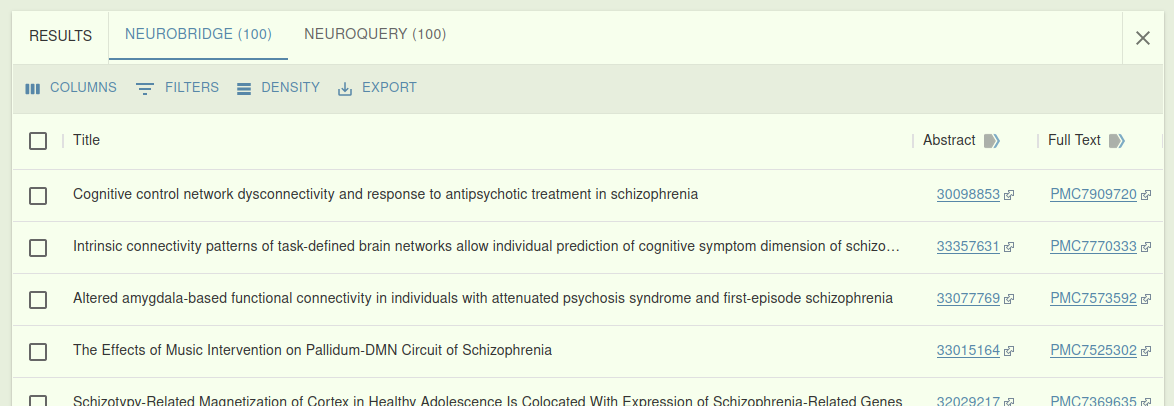 RESULTS NEUROBRIDGE (100) NEUROQUERY (100)
COLUMNS FILTERS DENSITY EXPORT
Title Abstract Full Text
Cognitive control network dysconnectivity and response to antipsychotic treatment in schizophrenia 30098853 PMC7909720
Intrinsic connectivity patterns of task-defined brain networks allow individual prediction of cognitive symptom dimension of schizo... 33357631 PMC7770333
Altered amygdala-based functional connectivity in individuals with attenuated psychosis syndrome and first-episode schizophrenia 33077769 PMC7573592
The Effects of Music Intervention on Pallidum-DMN Circuit of Schizophrenia 33015164 PMC7525302
Schizotypy-Related Magnetization of Cortex in Healthy Adolescence Is Colocated With Expression of Schizophrenia-Related Genes 32029217 PMC7369635